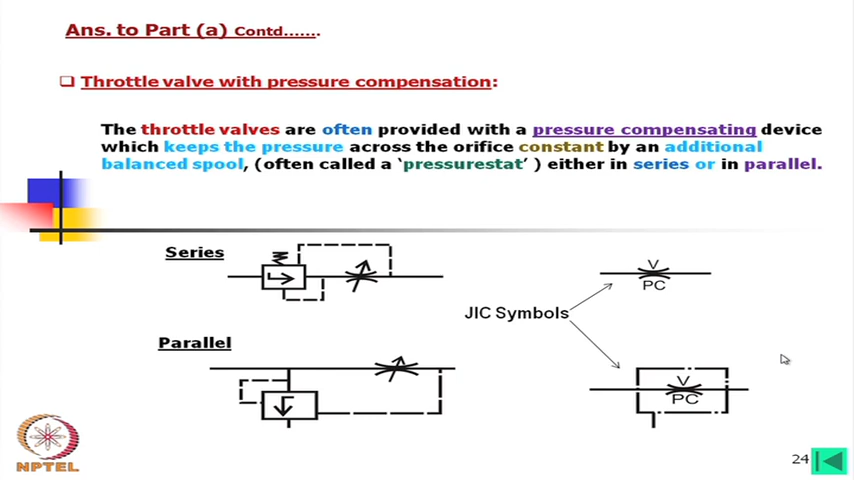 Ans. to Part (a) Contd…….
❑ Throttle valve with pressure compensation:
The throttle valves are often provided with a pressure compensating device
which keeps the pressure across the orifice constant by an additional
balanced spool, (often called a ‘pressurestat’ ) either in series or in parallel.
Series
V
PC
JIC Symbols
Parallel
V
PC
NPTEL
24